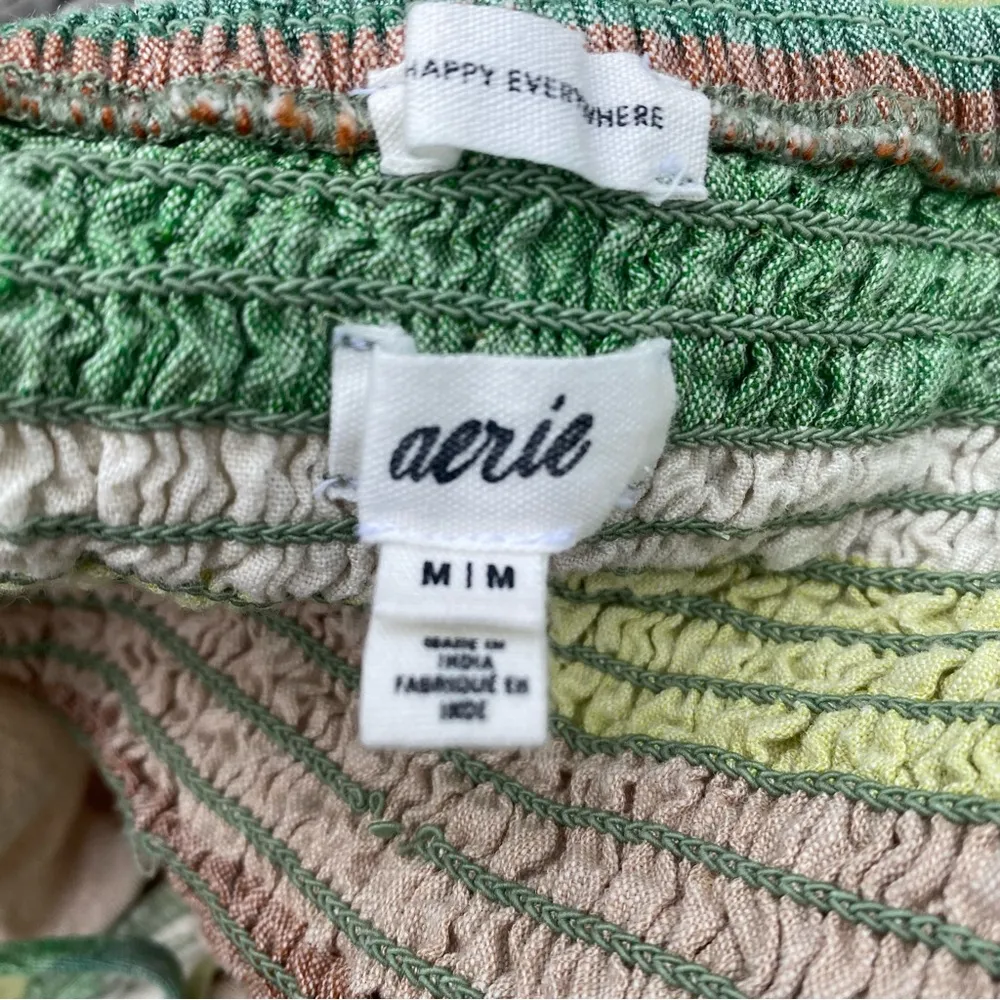 HAPPY EVERYWHERE
aerie
M | M
MADE IN
INDIA
FABRIQUÉ EN
INDE